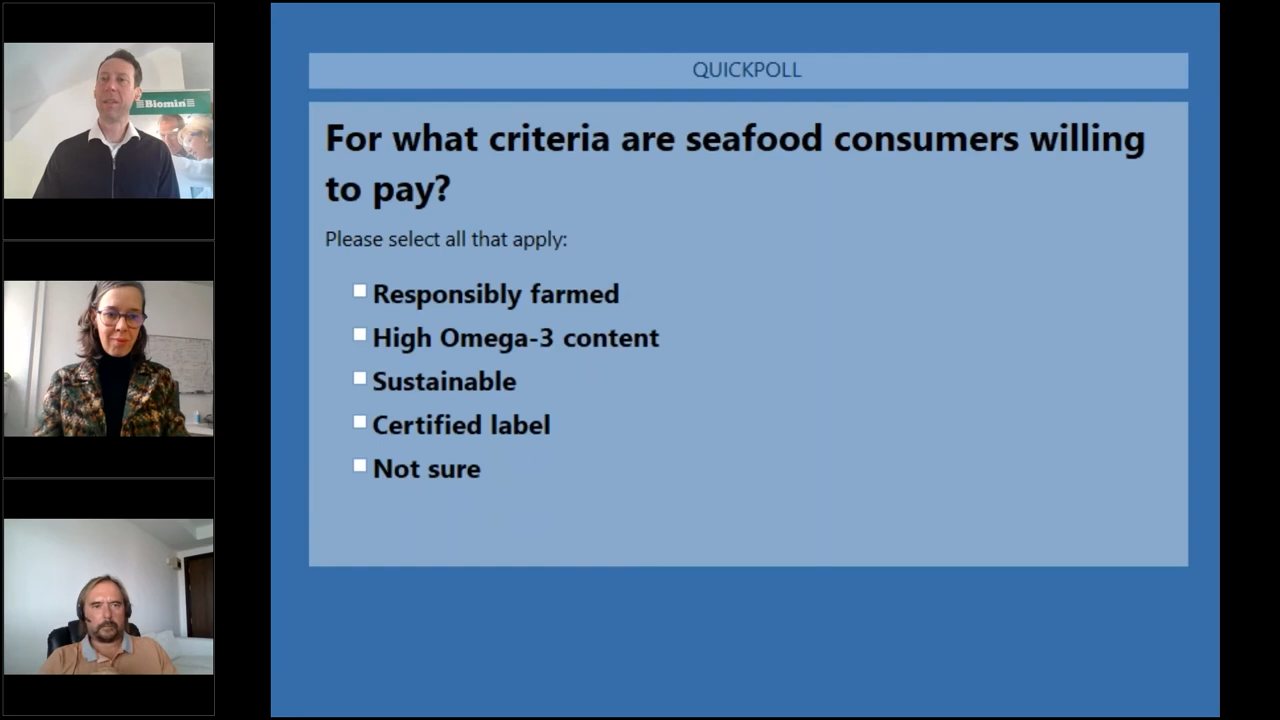 Biomin
QUICKPOLL
For what criteria are seafood consumers willing
to pay?
Please select all that apply:
Responsibly farmed
High Omega-3 content
Sustainable
Certified label
Not sure